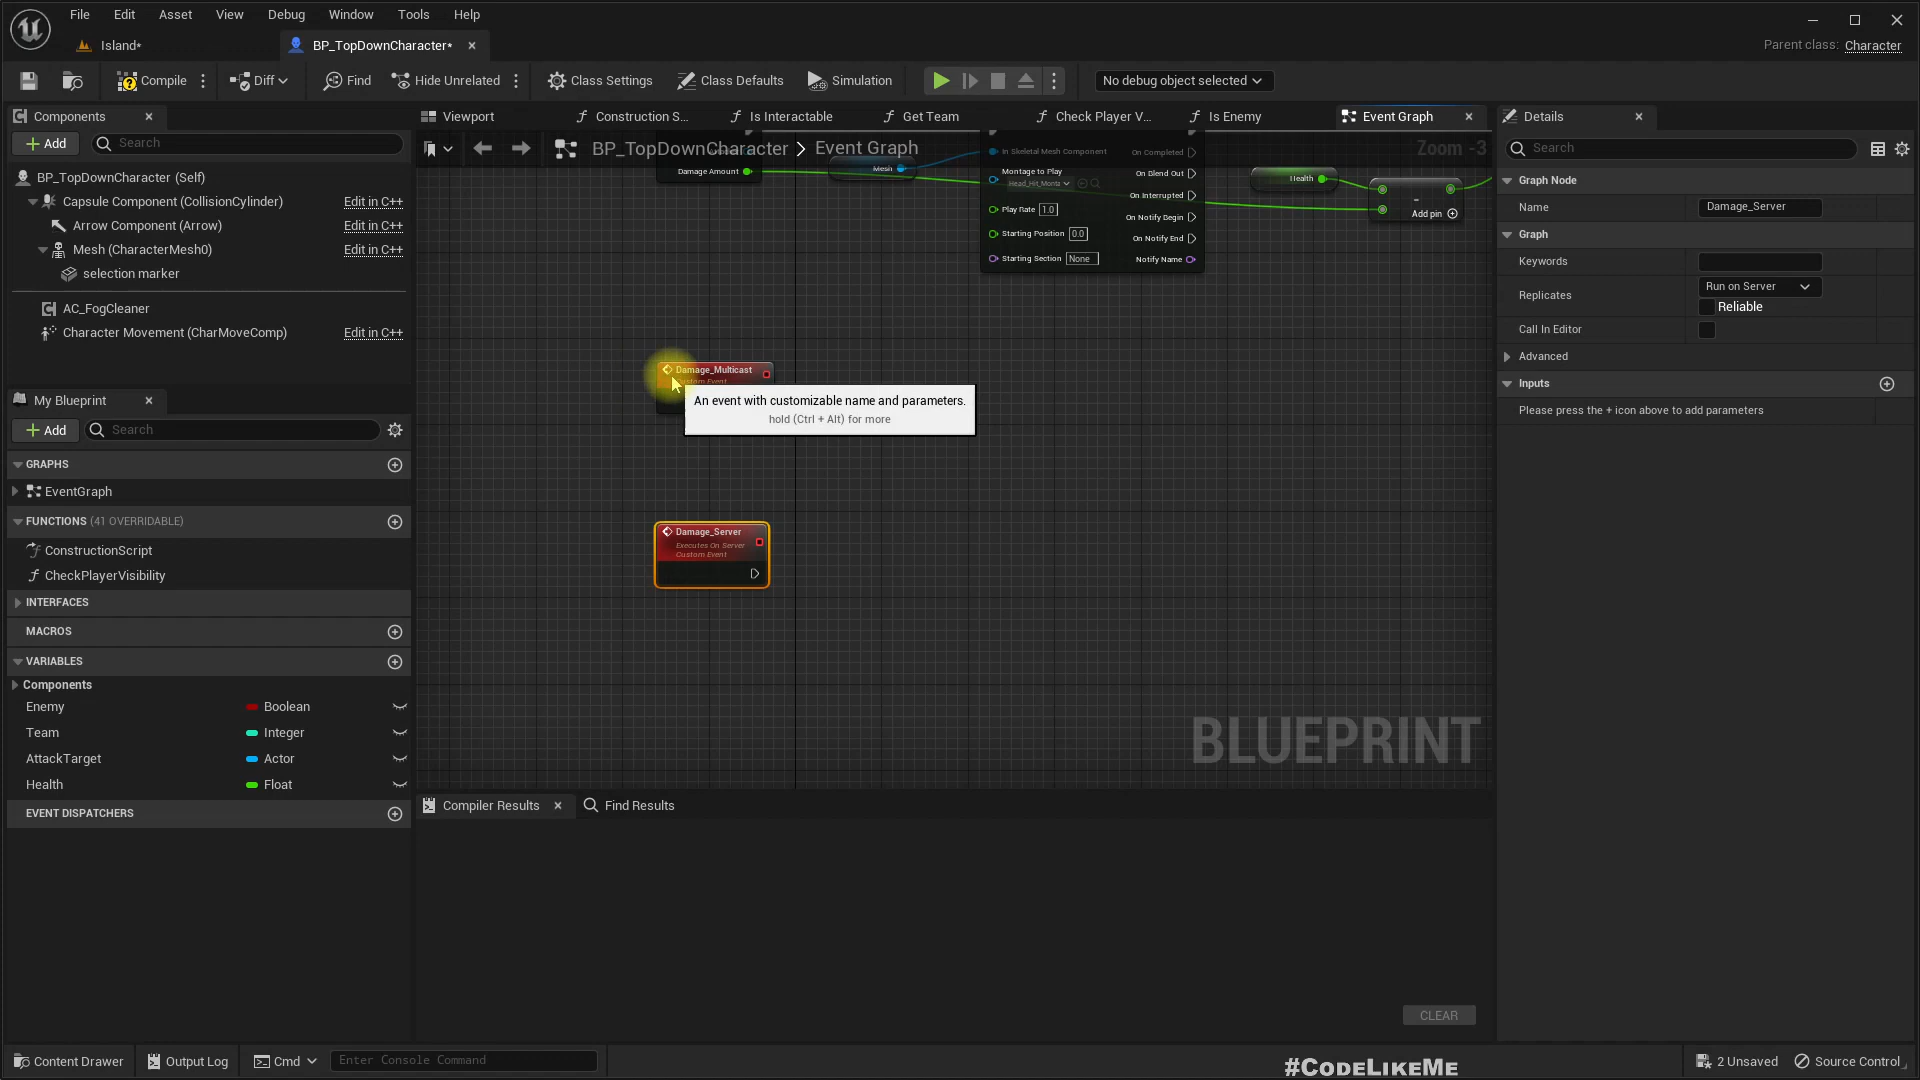 File Edit Asset View Debug Window Tools Help
Island*
BP_TopDownCharacter*
Parent class: Character
Compile
Diff
Find
Hide Unrelated
Class Settings
Class Defaults
Simulation
No debug object selected
Components
Add
Search
BP_TopDownCharacter (Self)
Capsule Component (CollisionCylinder) Edit in C++
Arrow Component (Arrow) Edit in C++
Mesh (CharacterMesh0) Edit in C++
selection marker
AC_FogCleaner
Character Movement (CharMoveComp) Edit in C++
My Blueprint
Add
Search
GRAPHS
EventGraph
FUNCTIONS (41 OVERRIDABLE)
ConstructionScript
CheckPlayerVisibility
INTERFACES
MACROS
VARIABLES
Components
Enemy Boolean
Team Integer
AttackTarget Actor
Health Float
EVENT DISPATCHERS
Viewport
Construction S...
Is Interactable
Get Team
Check Player V...
Is Enemy
Event Graph
BP_TopDownCharacter > Event Graph
Zoom -3
Damage Amount
Mesh
In Skeletal Mesh Component
On Completed
Montage to Play
On Blend Out
On Interrupted
Play Rate 1.0
On Notify Begin
Starting Position 0.0
On Notify End
Starting Section None
Notify Name
Health
-
Add pin
Damage_Multicast
Custom Event
An event with customizable name and parameters.
hold (Ctrl + Alt) for more
Damage_Server
Executes On Server
Custom Event
BLUEPRINT
Compiler Results
Find Results
CLEAR
Details
Search
Graph Node
Name Damage_Server
Graph
Keywords
Replicates Run on Server
Reliable
Call In Editor
Advanced
Inputs
Please press the + icon above to add parameters
Content Drawer
Output Log
Cmd
Enter Console Command
#CODELIKEME
2 Unsaved
Source Control